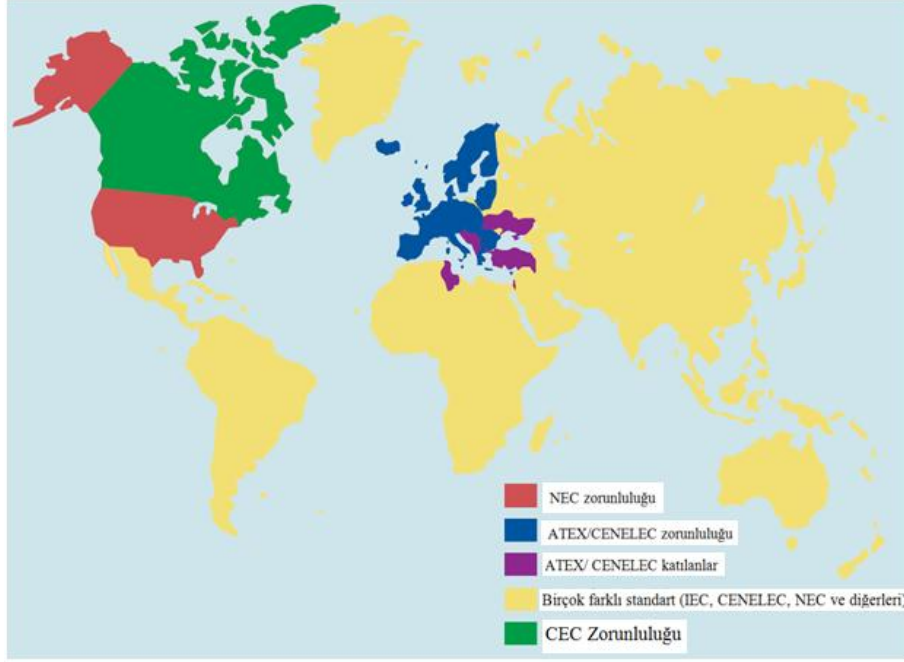 NEC zorunluluğu
ATEX/CENELEC zorunluluğu
ATEX/ CENELEC katılanlar
Birçok farklı standart (IEC, CENELEC, NEC ve diğerleri)
CEC Zorunluluğu